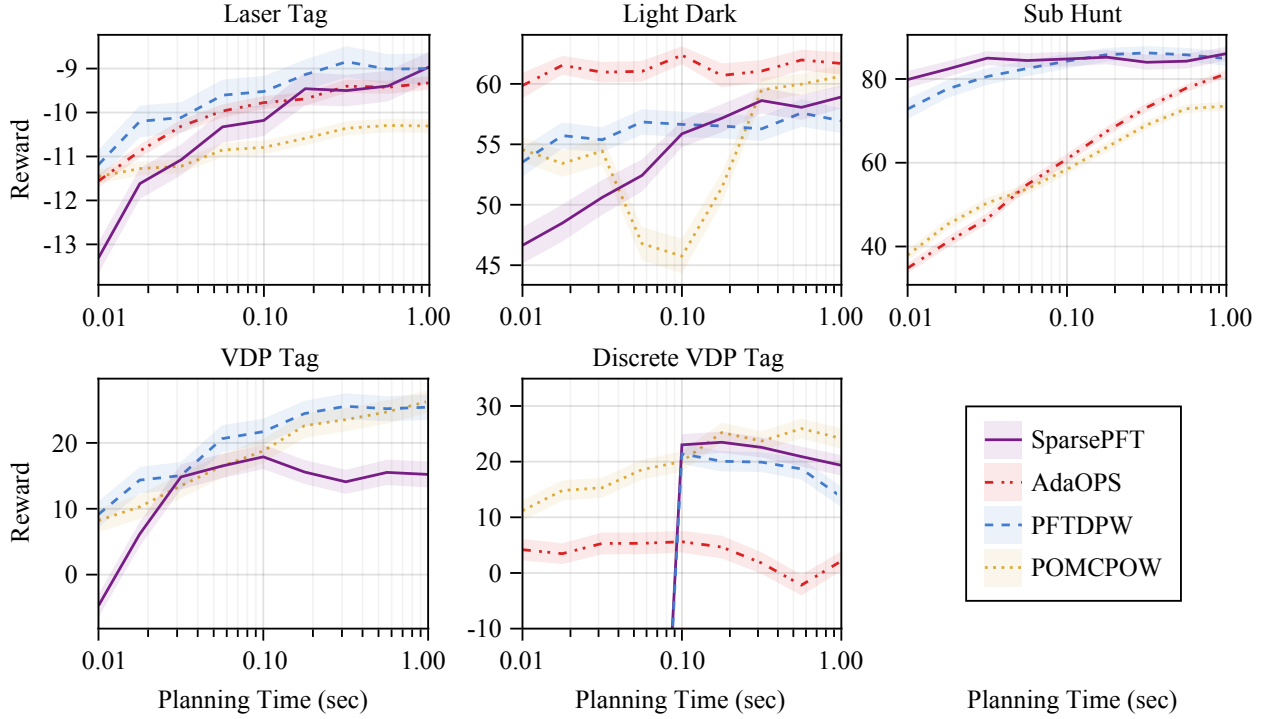 Laser Tag
Light Dark
Sub Hunt
Reward
-9
-10
-11
-12
-13
0.01
0.10
1.00
60
55
50
45
0.01
0.10
1.00
80
60
40
0.01
0.10
1.00
VDP Tag
Discrete VDP Tag
Reward
20
10
0
0.01
0.10
1.00
Planning Time (sec)
30
20
10
0
-10
0.01
0.10
1.00
Planning Time (sec)
SparsePFT
AdaOPS
PFTDPW
POMCPOW
Planning Time (sec)